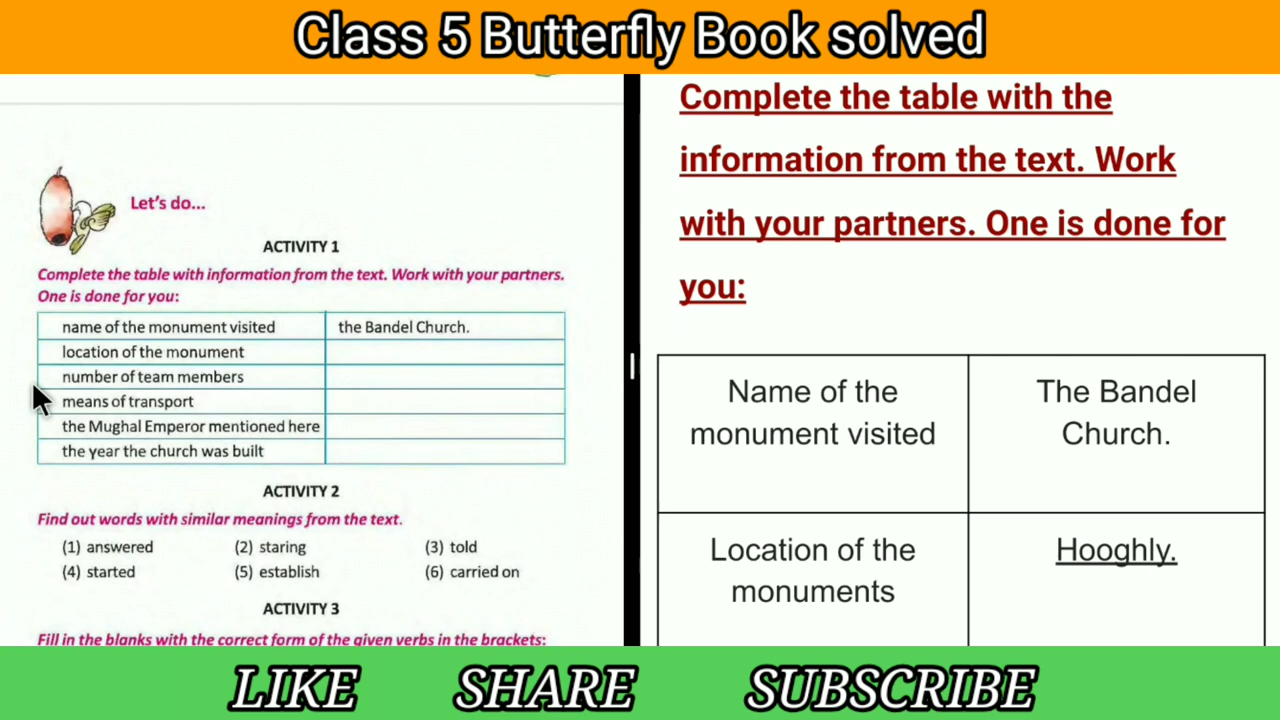 Class 5 Butterfly Book solved
Let's do...
ACTIVITY 1
Complete the table with information from the text. Work with your partners.
One is done for you:
name of the monument visited the Bandel Church.
location of the monument
number of team members
means of transport
the Mughal Emperor mentioned here
the year the church was built
ACTIVITY 2
Find out words with similar meanings from the text.
(1) answered (2) staring (3) told
(4) started (5) establish (6) carried on
ACTIVITY 3
Fill in the blanks with the correct form of the given verbs in the brackets:
Complete the table with the
information from the text. Work
with your partners. One is done for
you:
Name of the The Bandel
monument visited Church.
Location of the Hooghly.
monuments
LIKE SHARE SUBSCRIBE